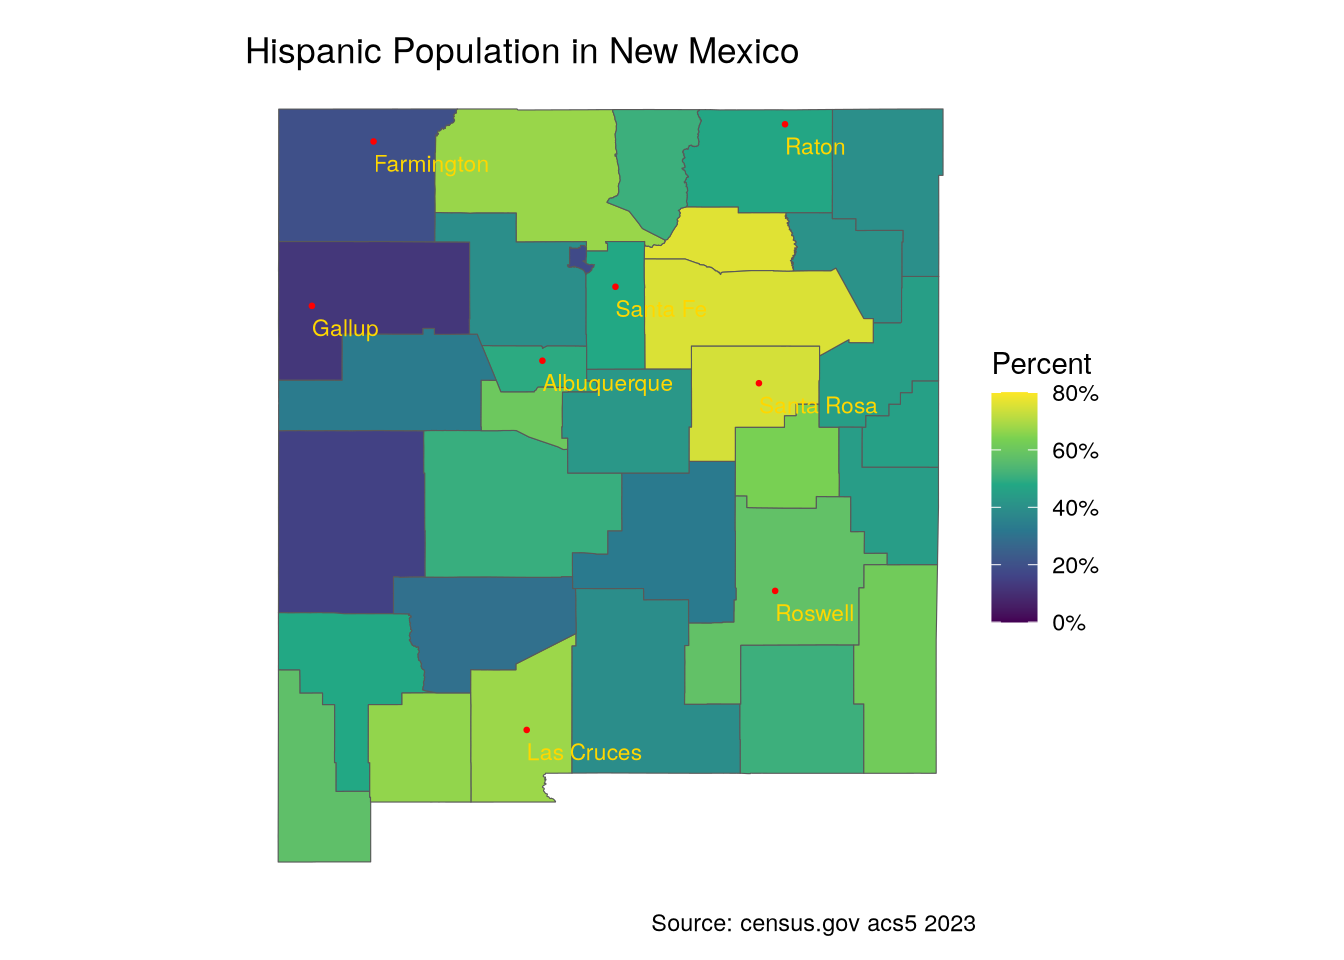 Hispanic Population in New Mexico
Raton
Farmington
Santa Fe
Gallup
Percent
Albuquerque
80%
Santa Rosa
60%
40%
20%
Roswell
0%
Las Cruces
Source: census.gov acs5 2023